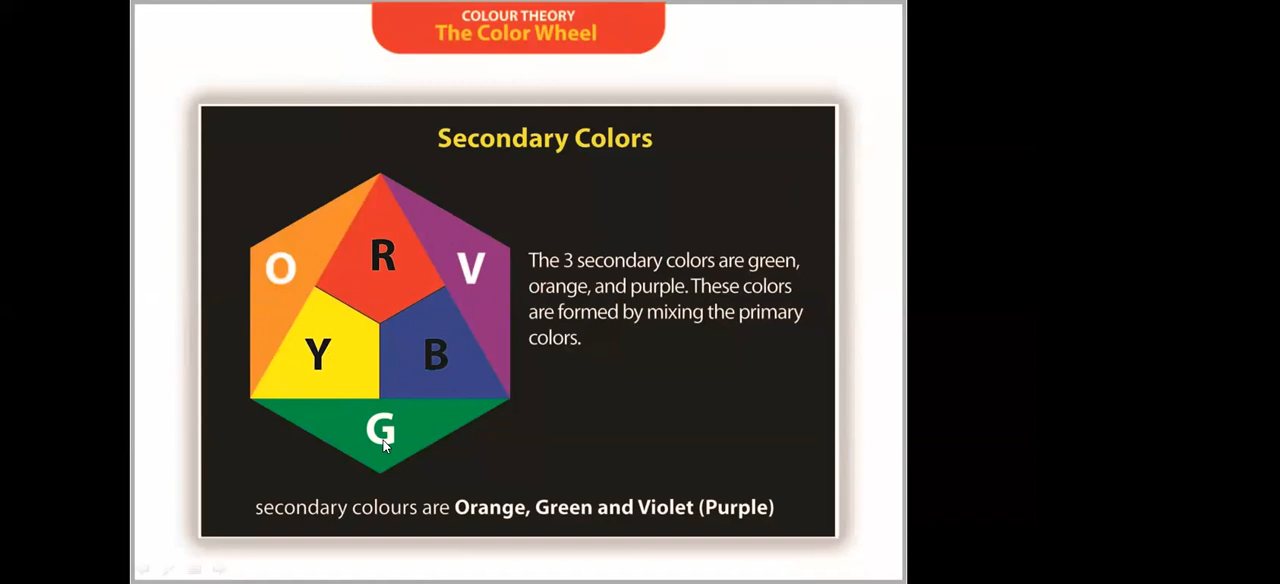 COLOUR THEORY
The Color Wheel
Secondary Colors
O
R
V
Y
B
G
The 3 secondary colors are green,
orange, and purple. These colors
are formed by mixing the primary
colors.
secondary colours are Orange, Green and Violet (Purple)